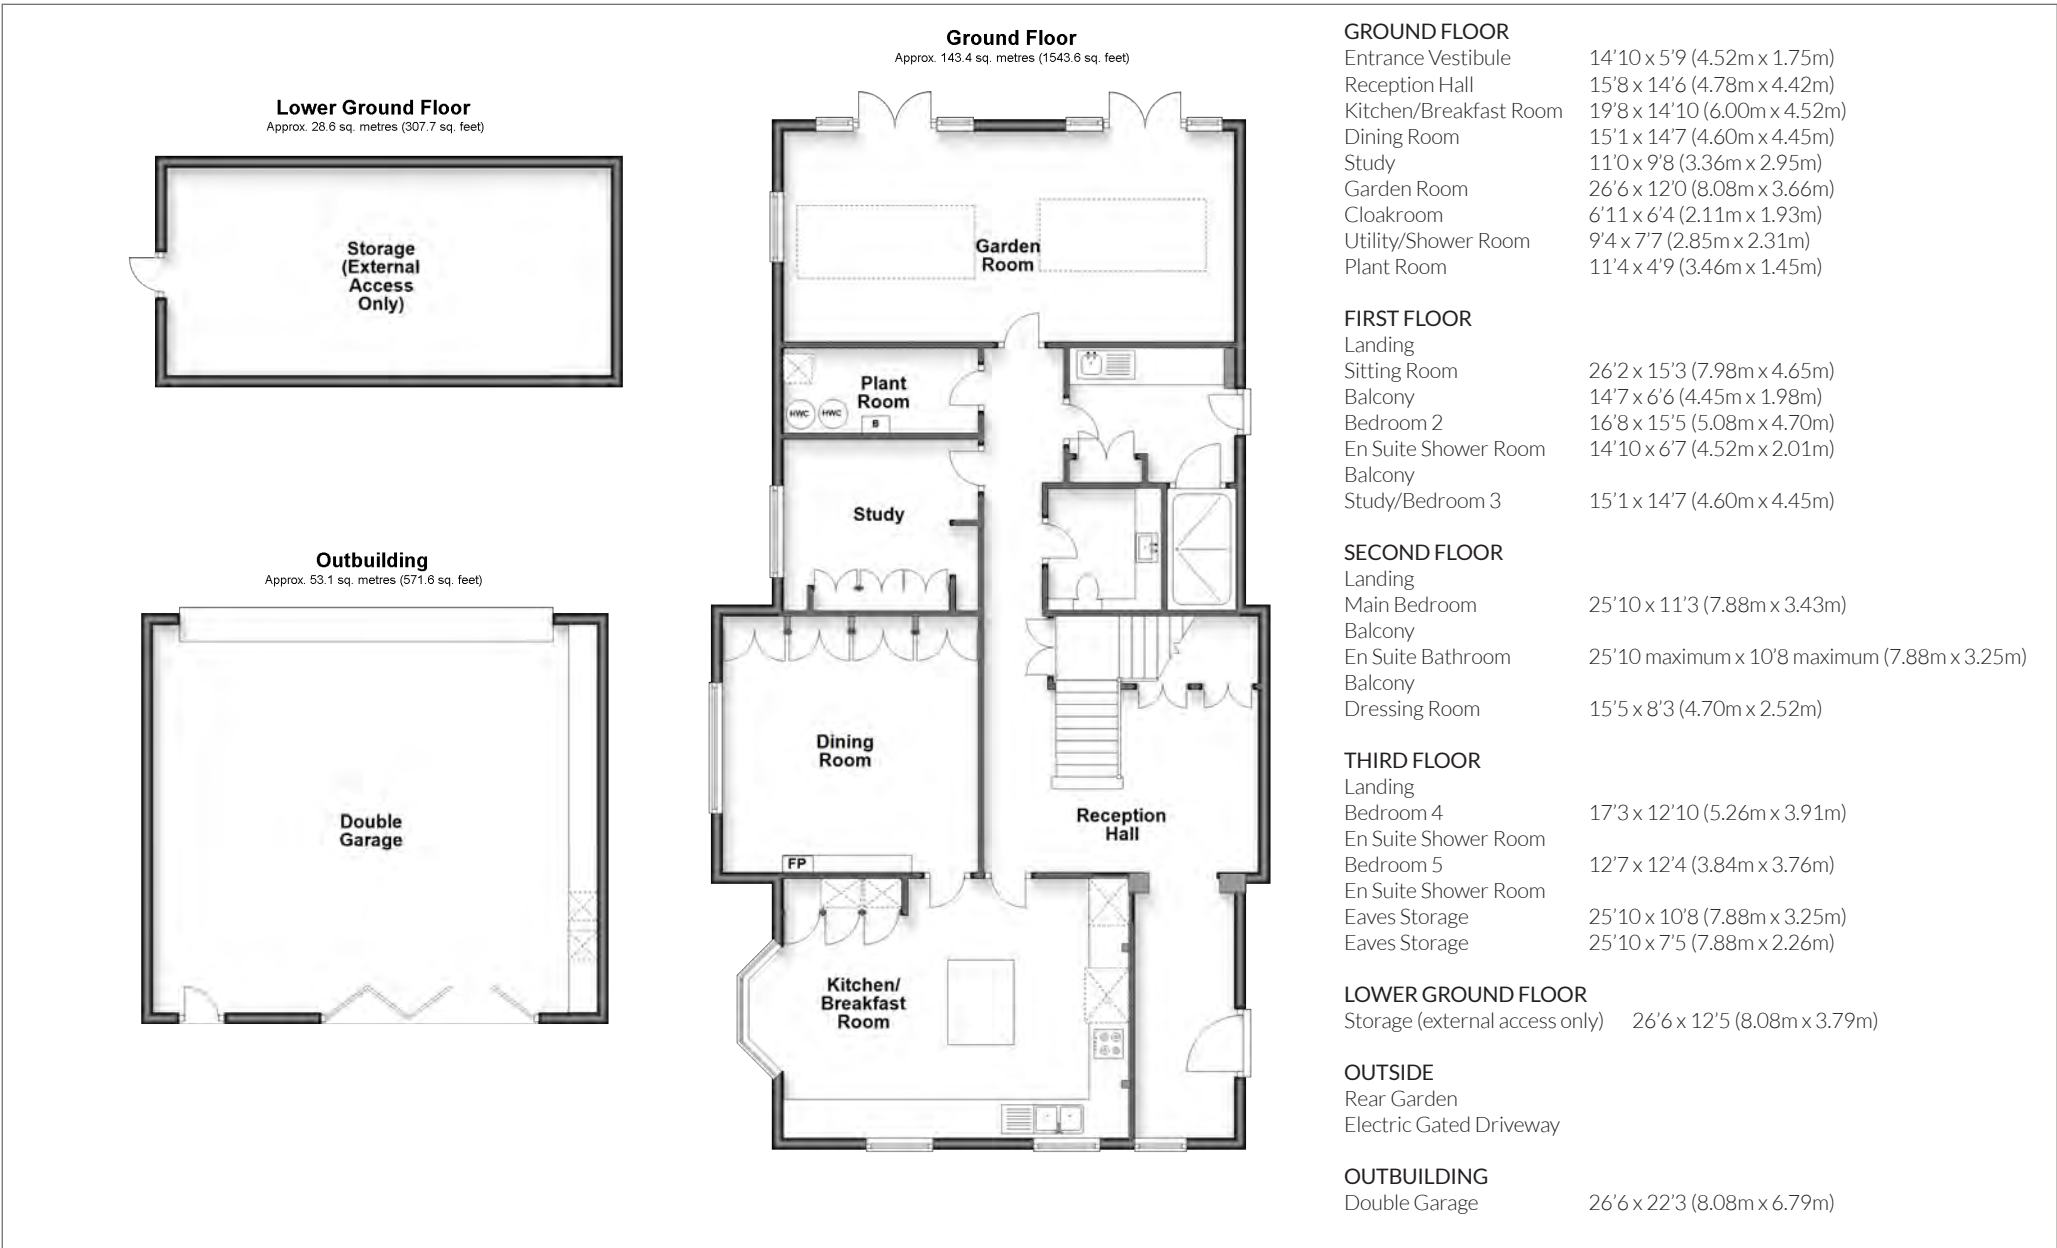 Lower Ground Floor
Approx. 28.6 sq. metres (307.7 sq. feet)
Storage
(External
Access
Only)
Outbuilding
Approx. 53.1 sq. metres (571.6 sq. feet)
Double
Garage
Ground Floor
Approx. 143.4 sq. metres (1543.6 sq. feet)
Garden
Room
Plant
Room
HWC HWC
B
Study
Dining
Room
FP
Reception
Hall
Kitchen/
Breakfast
Room
GROUND FLOOR
Entrance Vestibule 14'10 x 5'9 (4.52m x 1.75m)
Reception Hall 15'8 x 14'6 (4.78m x 4.42m)
Kitchen/Breakfast Room 19'8 x 14'10 (6.00m x 4.52m)
Dining Room 15'1 x 14'7 (4.60m x 4.45m)
Study 11'0 x 9'8 (3.36m x 2.95m)
Garden Room 26'6 x 12'0 (8.08m x 3.66m)
Cloakroom 6'11 x 6'4 (2.11m x 1.93m)
Utility/Shower Room 9'4 x 7'7 (2.85m x 2.31m)
Plant Room 11'4 x 4'9 (3.46m x 1.45m)
FIRST FLOOR
Landing
Sitting Room 26'2 x 15'3 (7.98m x 4.65m)
Balcony 14'7 x 6'6 (4.45m x 1.98m)
Bedroom 2 16'8 x 15'5 (5.08m x 4.70m)
En Suite Shower Room 14'10 x 6'7 (4.52m x 2.01m)
Balcony
Study/Bedroom 3 15'1 x 14'7 (4.60m x 4.45m)
SECOND FLOOR
Landing
Main Bedroom 25'10 x 11'3 (7.88m x 3.43m)
Balcony
En Suite Bathroom 25'10 maximum x 10'8 maximum (7.88m x 3.25m)
Balcony
Dressing Room 15'5 x 8'3 (4.70m x 2.52m)
THIRD FLOOR
Landing
Bedroom 4 17'3 x 12'10 (5.26m x 3.91m)
En Suite Shower Room
Bedroom 5 12'7 x 12'4 (3.84m x 3.76m)
En Suite Shower Room
Eaves Storage 25'10 x 10'8 (7.88m x 3.25m)
Eaves Storage 25'10 x 7'5 (7.88m x 2.26m)
LOWER GROUND FLOOR
Storage (external access only) 26'6 x 12'5 (8.08m x 3.79m)
OUTSIDE
Rear Garden
Electric Gated Driveway
OUTBUILDING
Double Garage 26'6 x 22'3 (8.08m x 6.79m)